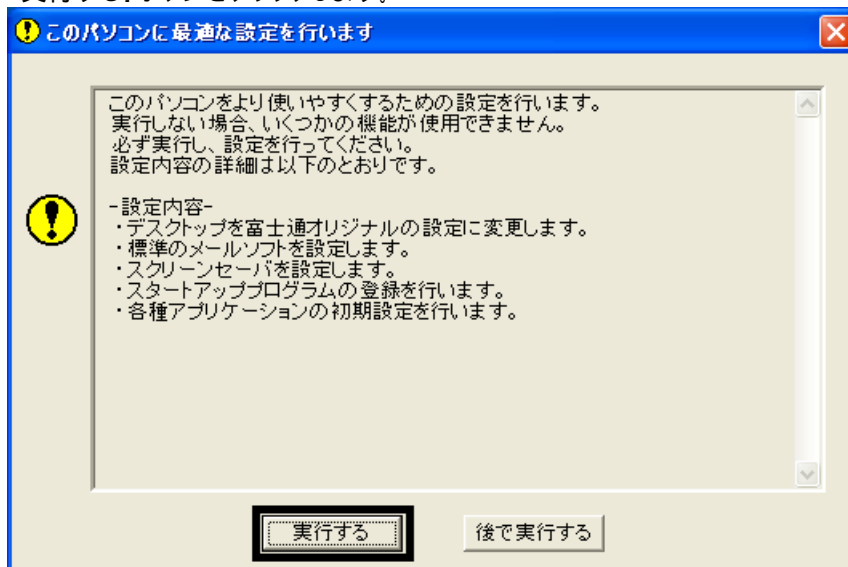 このパソコンに最適な設定を行います
このパソコンをより使いやすくするための設定を行います。
実行しない場合、いくつかの機能が使用できません。
必ず実行し、設定を行ってください。
設定内容の詳細は以下のとおりです。
-設定内容-
・デスクトップを富士通オリジナルの設定に変更します。
・標準のメールソフトを設定します。
・スクリーンセーバを設定します。
・スタートアッププログラムの登録を行います。
・各種アプリケーションの初期設定を行います。
実行する
後で実行する